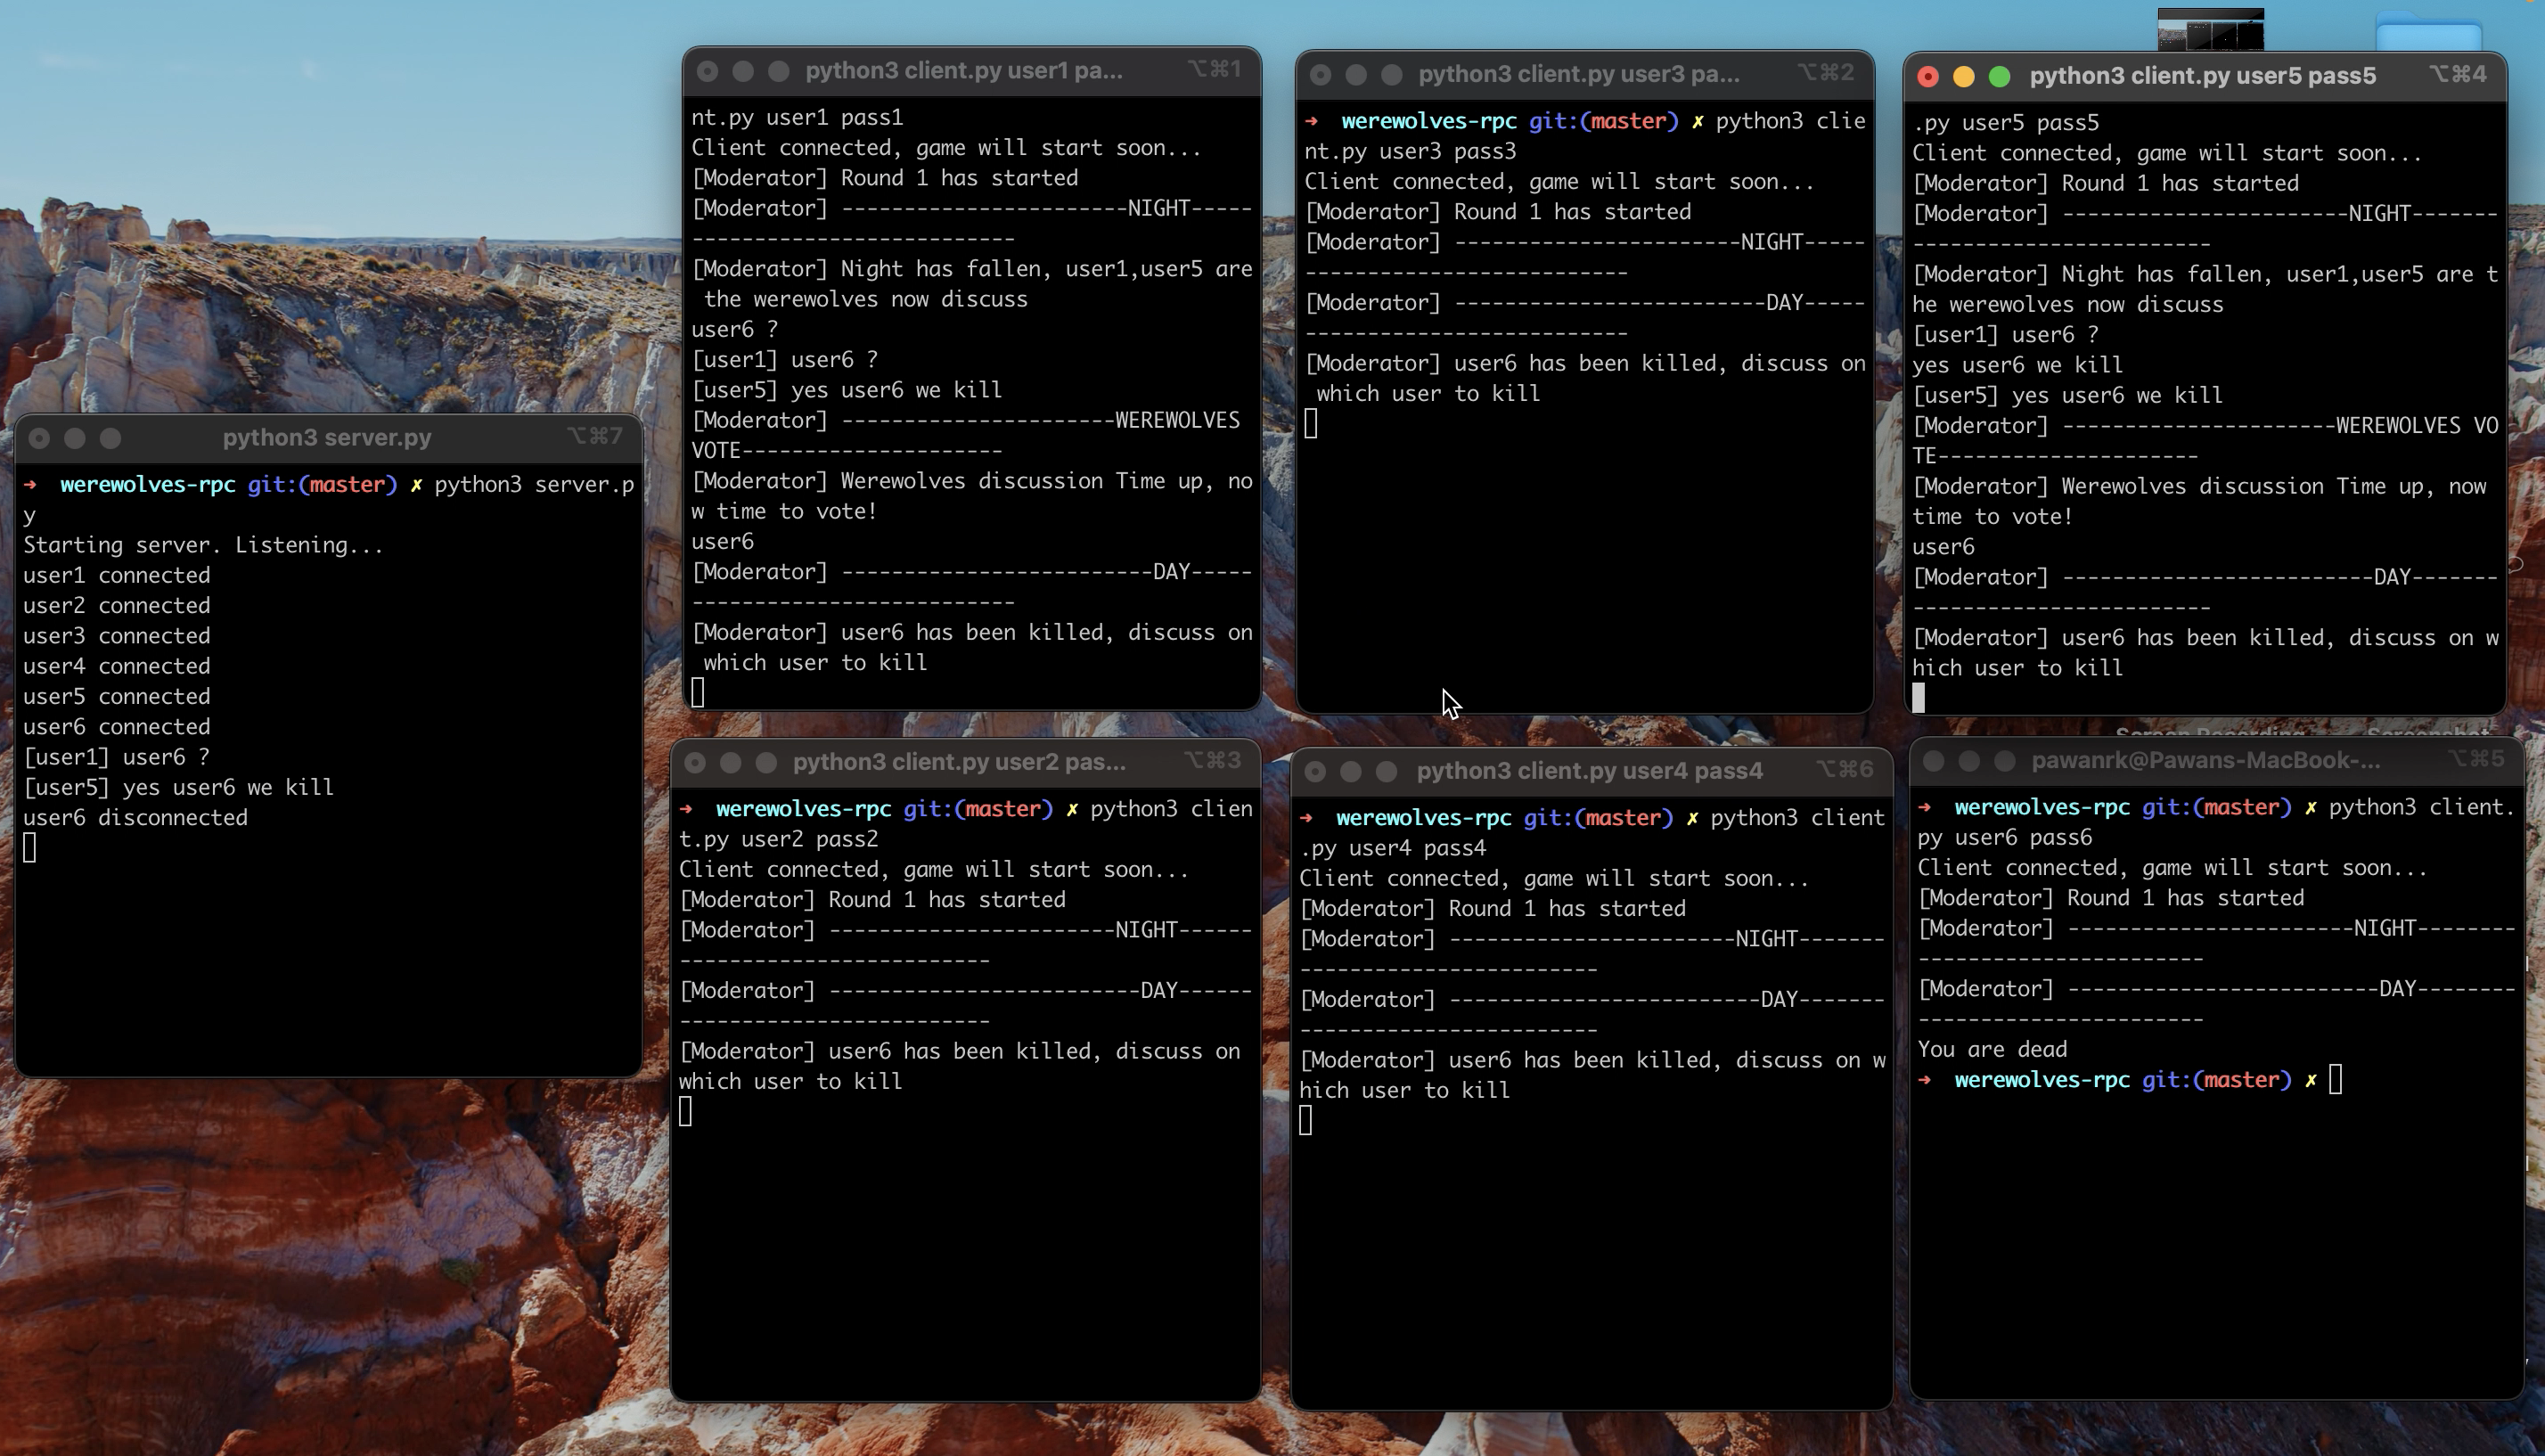 python3 server.py ⌥⌘7
➜ werewolves-rpc git:(master) ✗ python3 server.p
y
Starting server. Listening...
user1 connected
user2 connected
user3 connected
user4 connected
user5 connected
user6 connected
[user1] user6 ?
[user5] yes user6 we kill
user6 disconnected
python3 client.py user1 pa... ⌥⌘1
nt.py user1 pass1
Client connected, game will start soon...
[Moderator] Round 1 has started
[Moderator] -----------------------NIGHT-----
--------------------------
[Moderator] Night has fallen, user1,user5 are
 the werewolves now discuss
user6 ?
[user1] user6 ?
[user5] yes user6 we kill
[Moderator] ----------------------WEREWOLVES
VOTE---------------------
[Moderator] Werewolves discussion Time up, no
w time to vote!
user6
[Moderator] -------------------------DAY-----
--------------------------
[Moderator] user6 has been killed, discuss on
 which user to kill
python3 client.py user3 pa... ⌥⌘2
➜ werewolves-rpc git:(master) ✗ python3 clie
nt.py user3 pass3
Client connected, game will start soon...
[Moderator] Round 1 has started
[Moderator] -----------------------NIGHT-----
--------------------------
[Moderator] -------------------------DAY-----
--------------------------
[Moderator] user6 has been killed, discuss on
 which user to kill
python3 client.py user5 pass5 ⌥⌘4
.py user5 pass5
Client connected, game will start soon...
[Moderator] Round 1 has started
[Moderator] -----------------------NIGHT-------
------------------------
[Moderator] Night has fallen, user1,user5 are t
he werewolves now discuss
[user1] user6 ?
yes user6 we kill
[user5] yes user6 we kill
[Moderator] ----------------------WEREWOLVES VO
TE---------------------
[Moderator] Werewolves discussion Time up, now
time to vote!
user6
[Moderator] -------------------------DAY-------
------------------------
[Moderator] user6 has been killed, discuss on w
hich user to kill
python3 client.py user2 pas... ⌥⌘3
➜ werewolves-rpc git:(master) ✗ python3 clien
t.py user2 pass2
Client connected, game will start soon...
[Moderator] Round 1 has started
[Moderator] -----------------------NIGHT------
-------------------------
[Moderator] -------------------------DAY------
-------------------------
[Moderator] user6 has been killed, discuss on
which user to kill
python3 client.py user4 pass4 ⌥⌘6
➜ werewolves-rpc git:(master) ✗ python3 client
.py user4 pass4
Client connected, game will start soon...
[Moderator] Round 1 has started
[Moderator] -----------------------NIGHT-------
------------------------
[Moderator] -------------------------DAY-------
------------------------
[Moderator] user6 has been killed, discuss on w
hich user to kill
pawanrk@Pawans-MacBook-... ⌥⌘5
➜ werewolves-rpc git:(master) ✗ python3 client.
py user6 pass6
Client connected, game will start soon...
[Moderator] Round 1 has started
[Moderator] -----------------------NIGHT--------
-----------------------
[Moderator] -------------------------DAY--------
-----------------------
You are dead
➜ werewolves-rpc git:(master) ✗